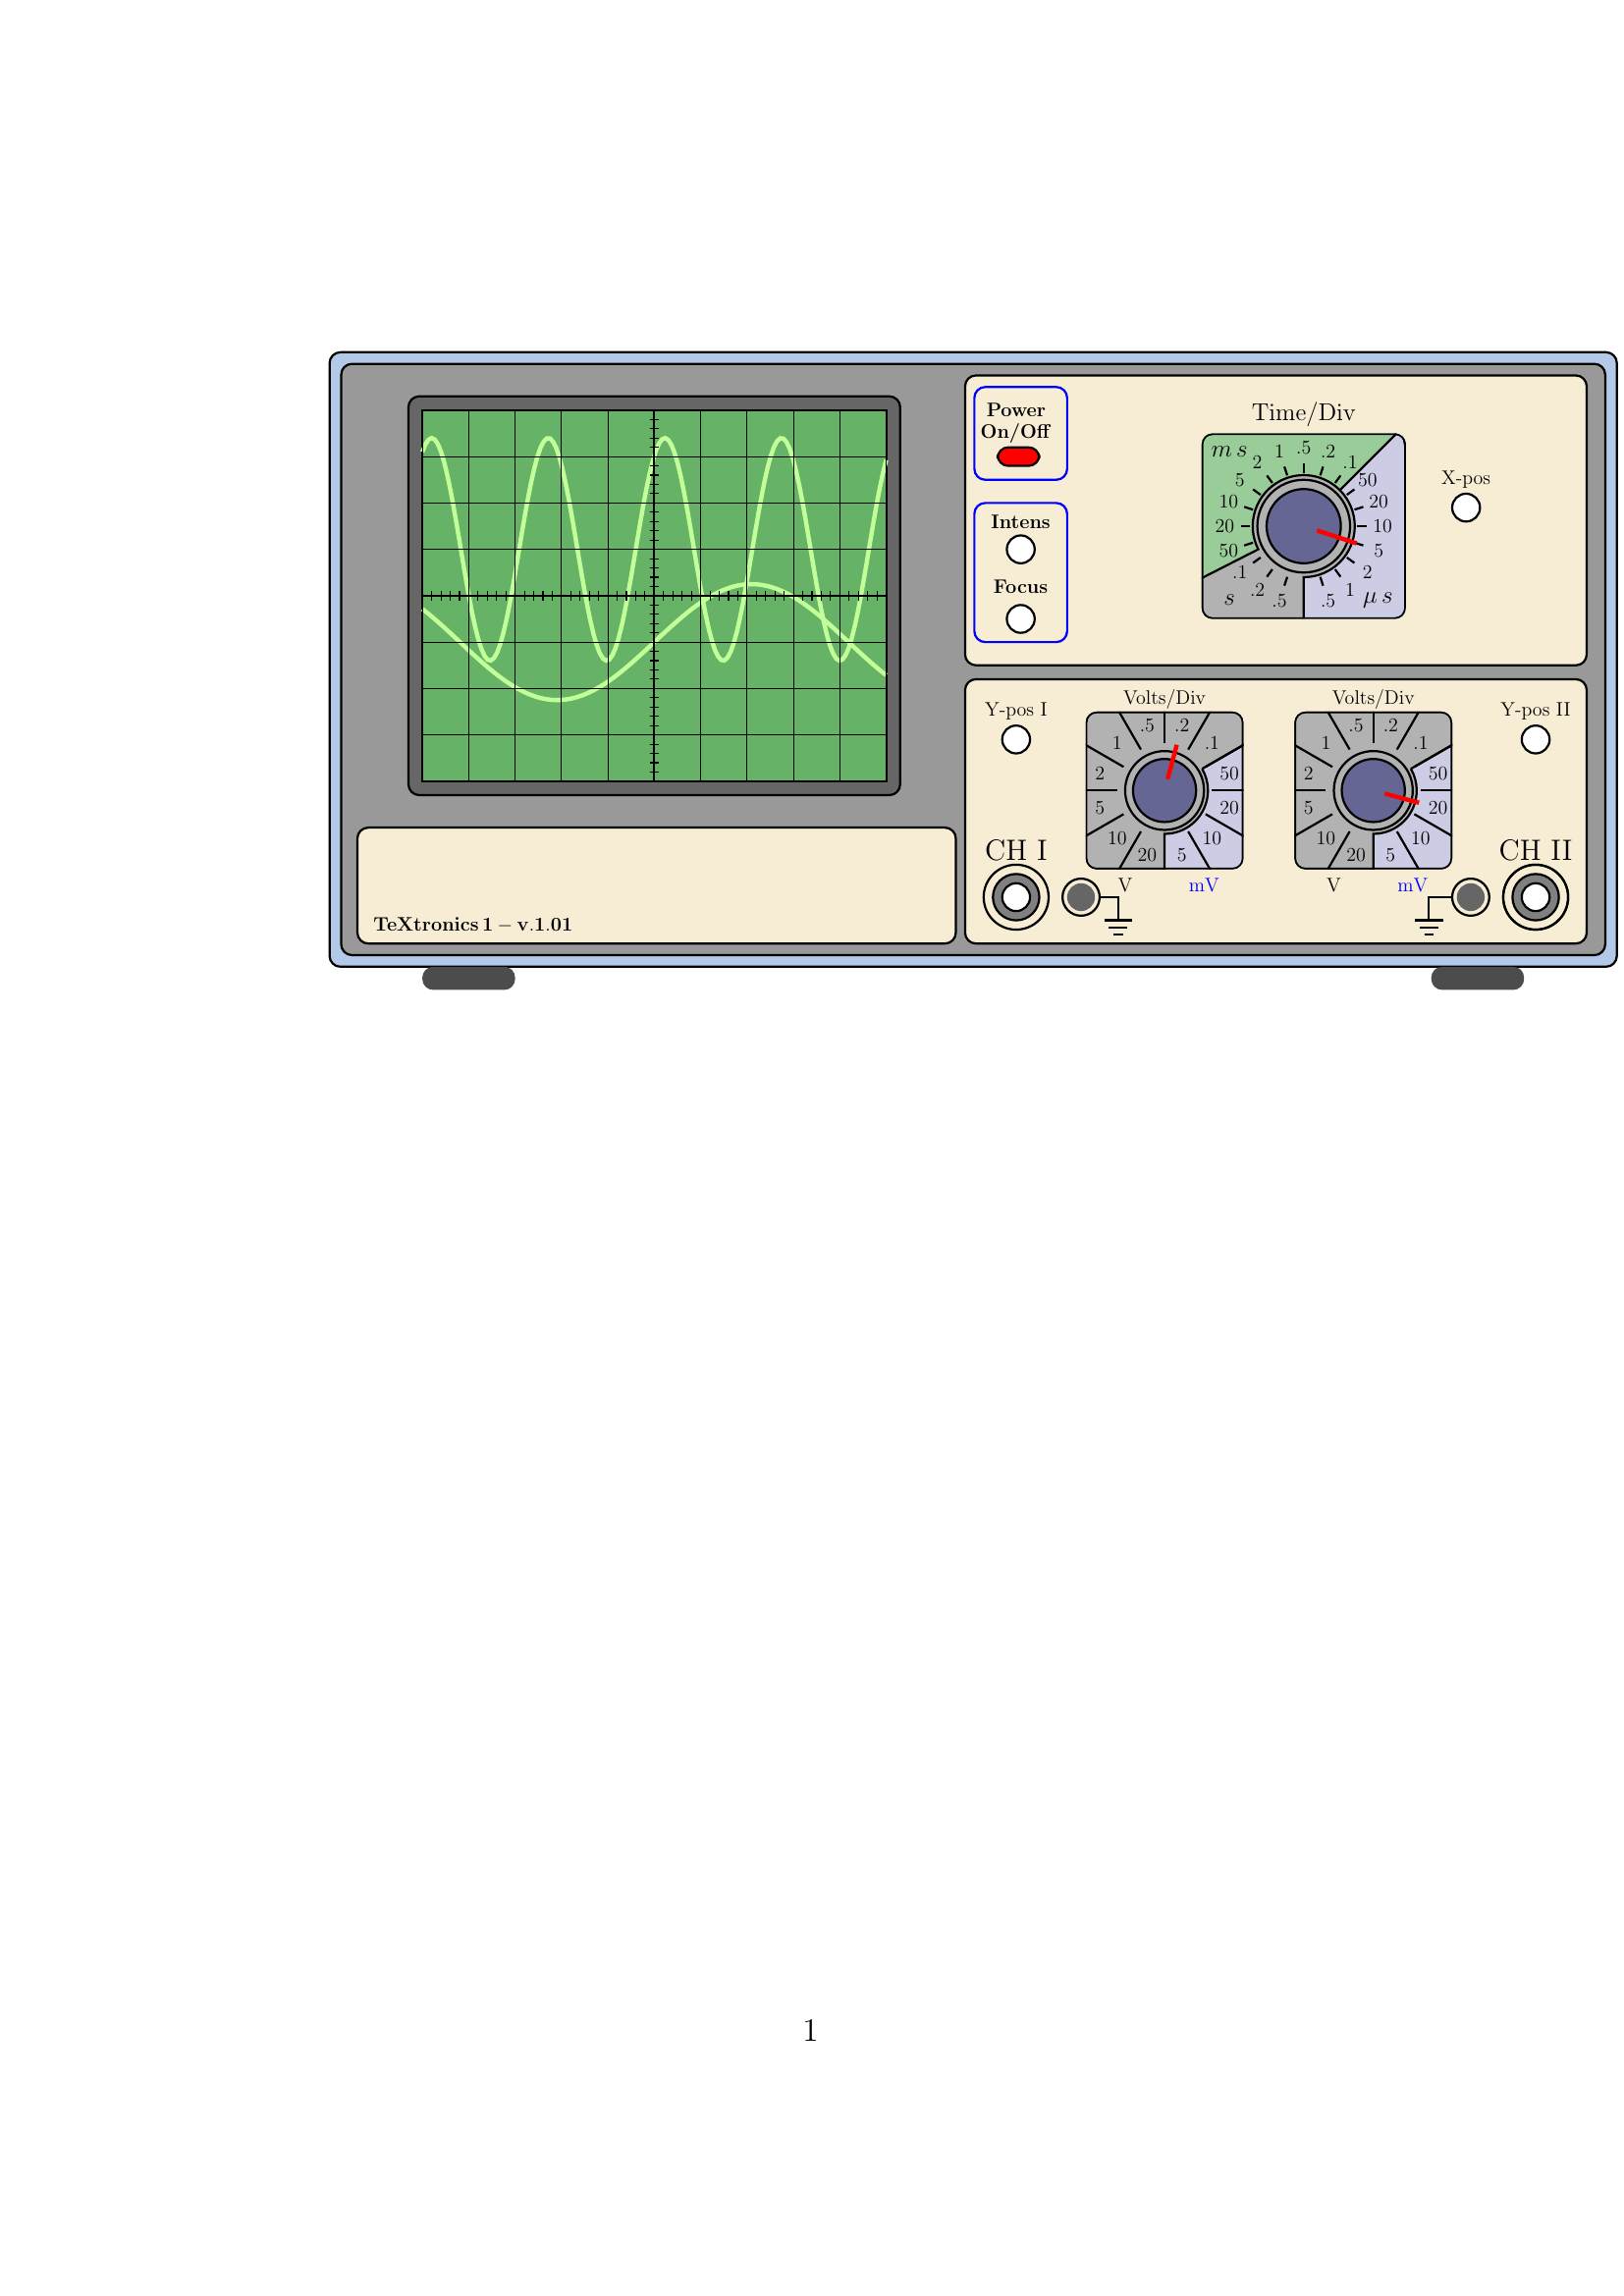 Power
On/Off
Intens
Focus
Time/Div
m s
.5
.2
.1
50
20
10
5
2
1
.5
μ s
.5
.2
.1
s
50
20
10
5
2
1
X-pos
Y-pos I
Volts/Div
.5
.2
.1
50
20
10
5
20
10
5
2
1
V
mV
Volts/Div
.5
.2
.1
50
20
10
5
20
10
5
2
1
V
mV
Y-pos II
CH I
CH II
TeXtronics 1 – v.1.01
1